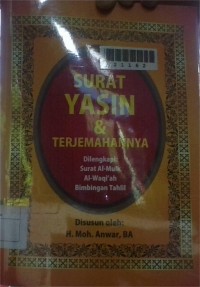 SURAT
YASIN
&
TERJEMAHANNYA
Dilengkapi
Surat Al-Mulk
Al-Waqi'ah
Bimbingan Tahlil
Disusun oleh:
H. Moh. Anwar, BA